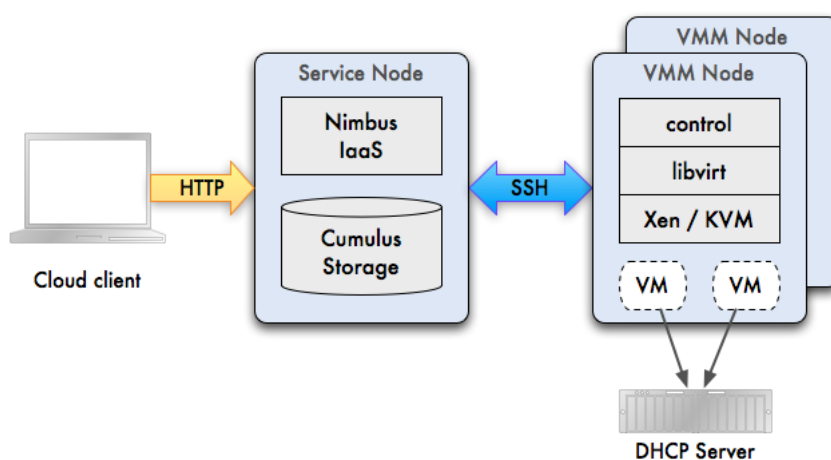 VMM Node
Service Node
VMM Node
Nimbus
IaaS
control
HTTP
SSH
libvirt
Cumulus
Storage
Xen / KVM
Cloud client
VM
VM
DHCP Server